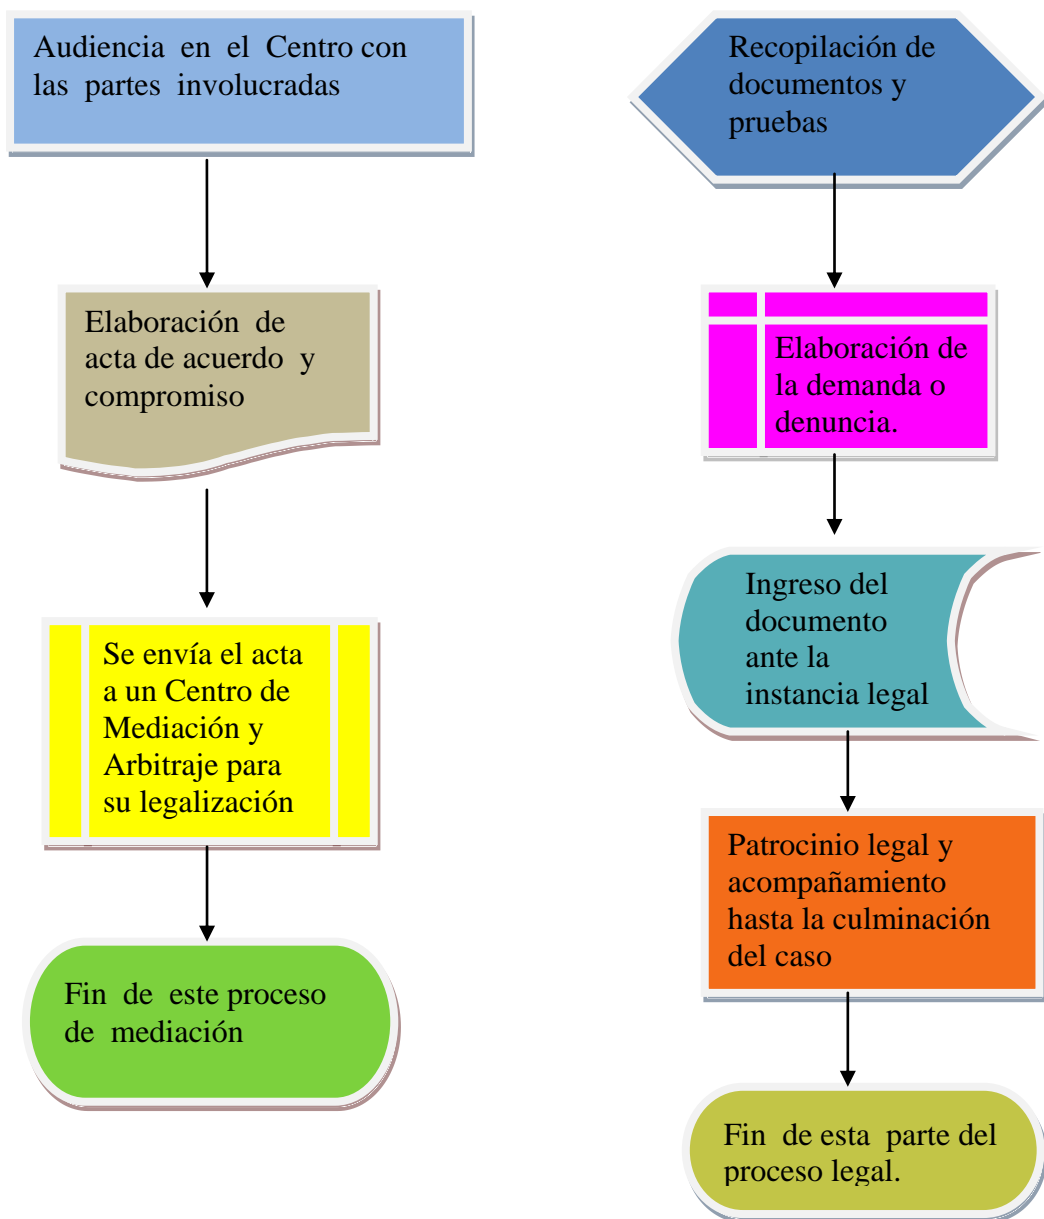 Audiencia en el Centro con
las partes involucradas
Elaboración de
acta de acuerdo y
compromiso
Se envía el acta
a un Centro de
Mediación y
Arbitraje para
su legalización
Fin de este proceso
de mediación
Recopilación de
documentos y
pruebas
Elaboración de
la demanda o
denuncia.
Ingreso del
documento
ante la
instancia legal
Patrocinio legal y
acompañamiento
hasta la culminación
del caso
Fin de esta parte del
proceso legal.